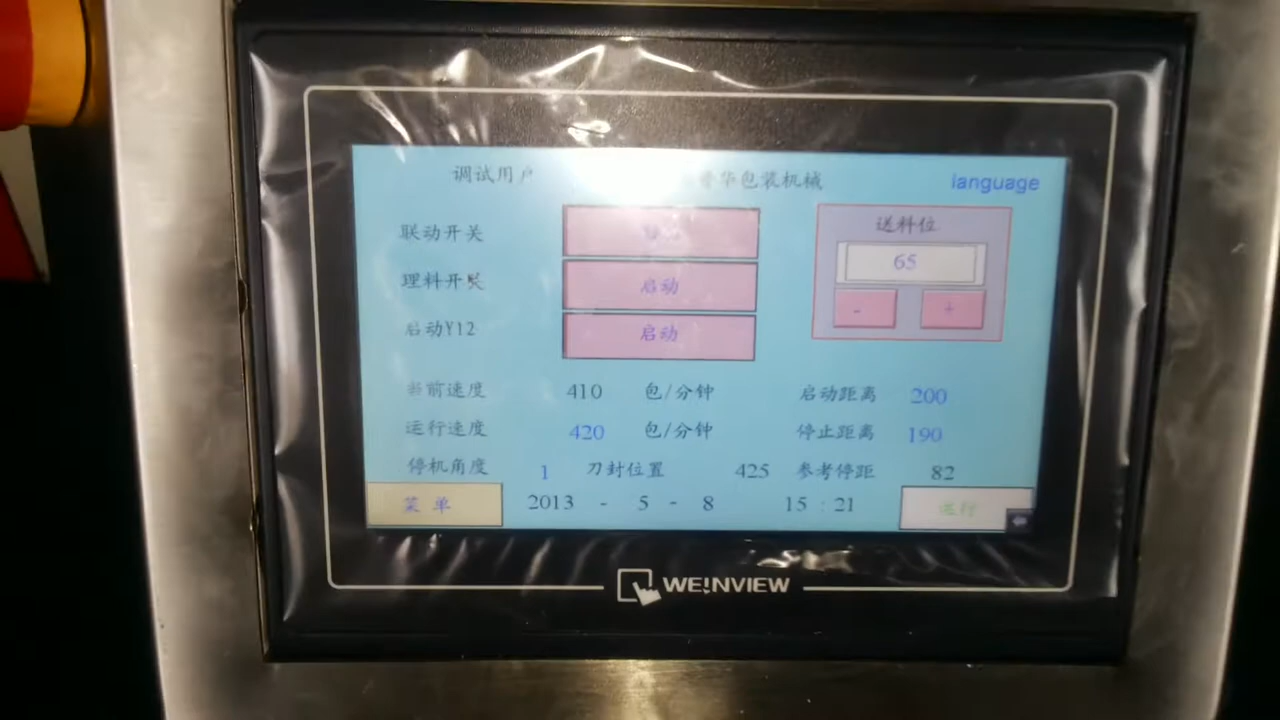 调试用户 华包装机械 language
联动开关
送料位
65
理料开关 启动
- +
启动Y12 启动
当前速度 410 包/分钟 启动距离 200
运行速度 420 包/分钟 停止距离 190
停机角度 1 刀封位置 425 参考停距 82
菜单 2013 - 5 - 8 15 : 21 运行
WEINVIEW